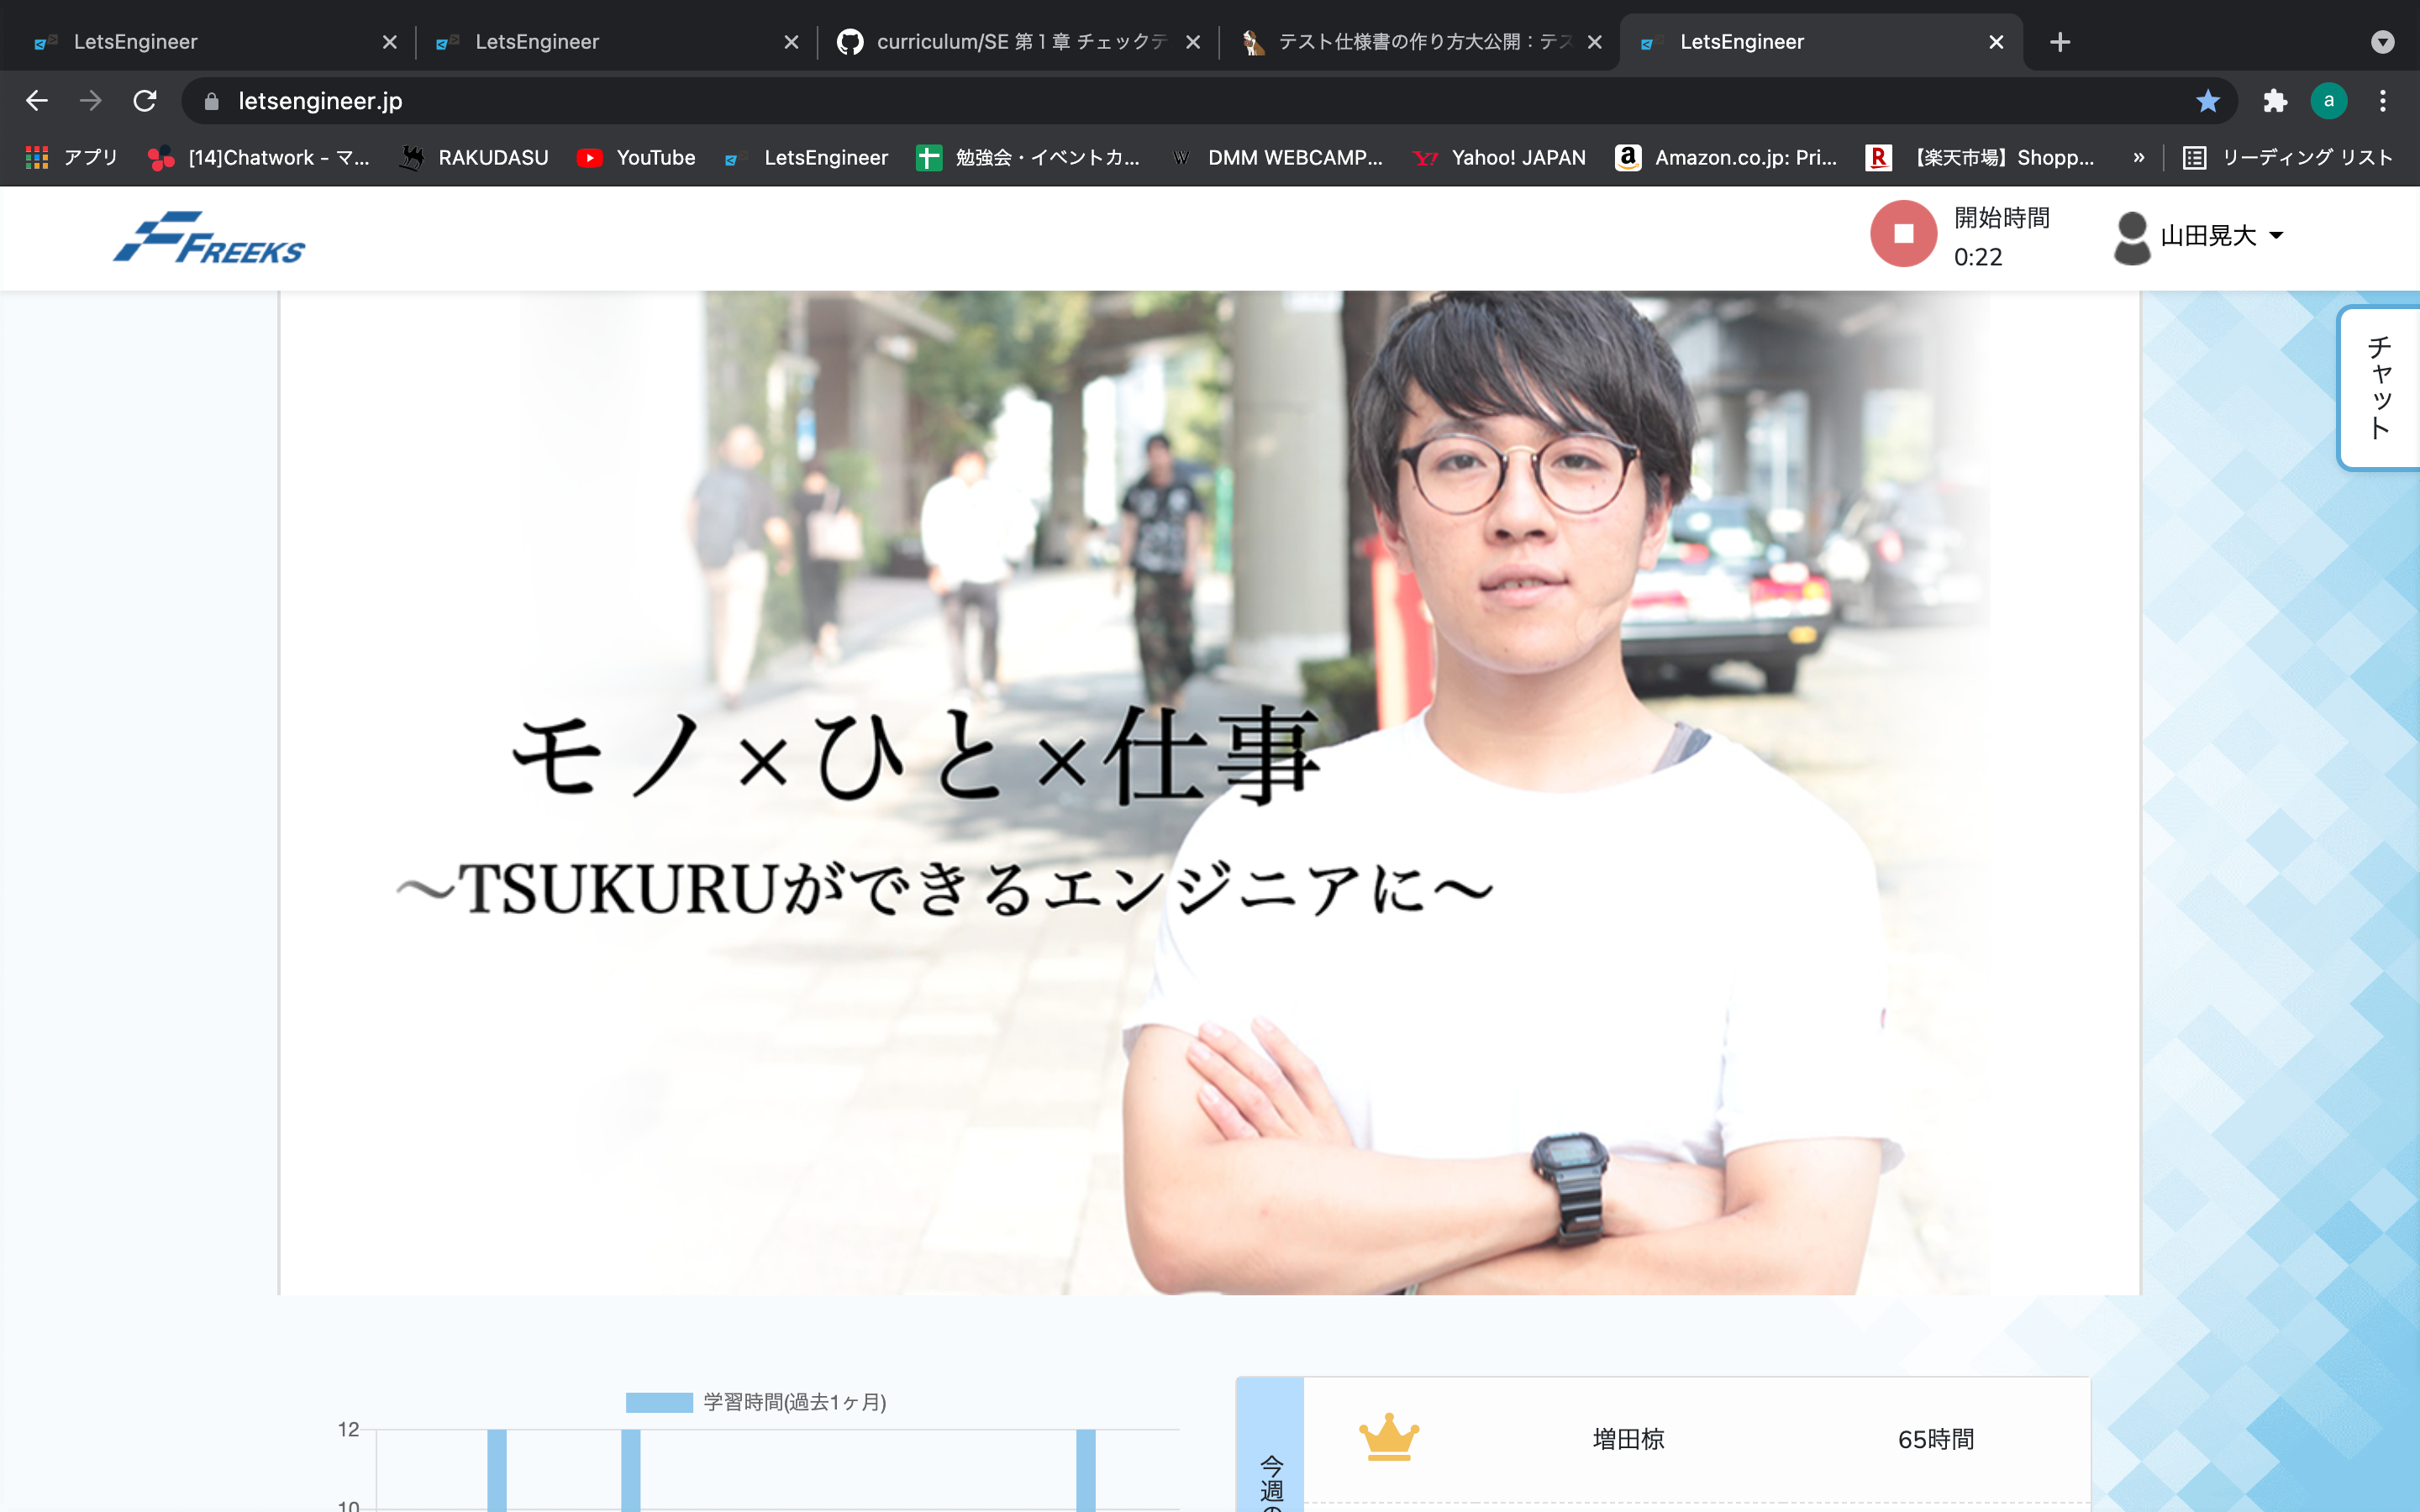 LetsEngineer
LetsEngineer
curriculum/SE 第1章 チェックテ
テスト仕様書の作り方大公開：テス
LetsEngineer
letsengineer.jp
a
アプリ
[14]Chatwork - マ...
RAKUDASU
YouTube
LetsEngineer
勉強会・イベントカ...
DMM WEBCAMP...
Yahoo! JAPAN
Amazon.co.jp: Pri...
【楽天市場】Shopp...
»
リーディング リスト
FREEKS
開始時間
0:22
山田晃大
チャット
モノ×ひと×仕事
〜TSUKURUができるエンジニアに〜
学習時間(過去1ヶ月)
12
10
今週の
増田椋
65時間